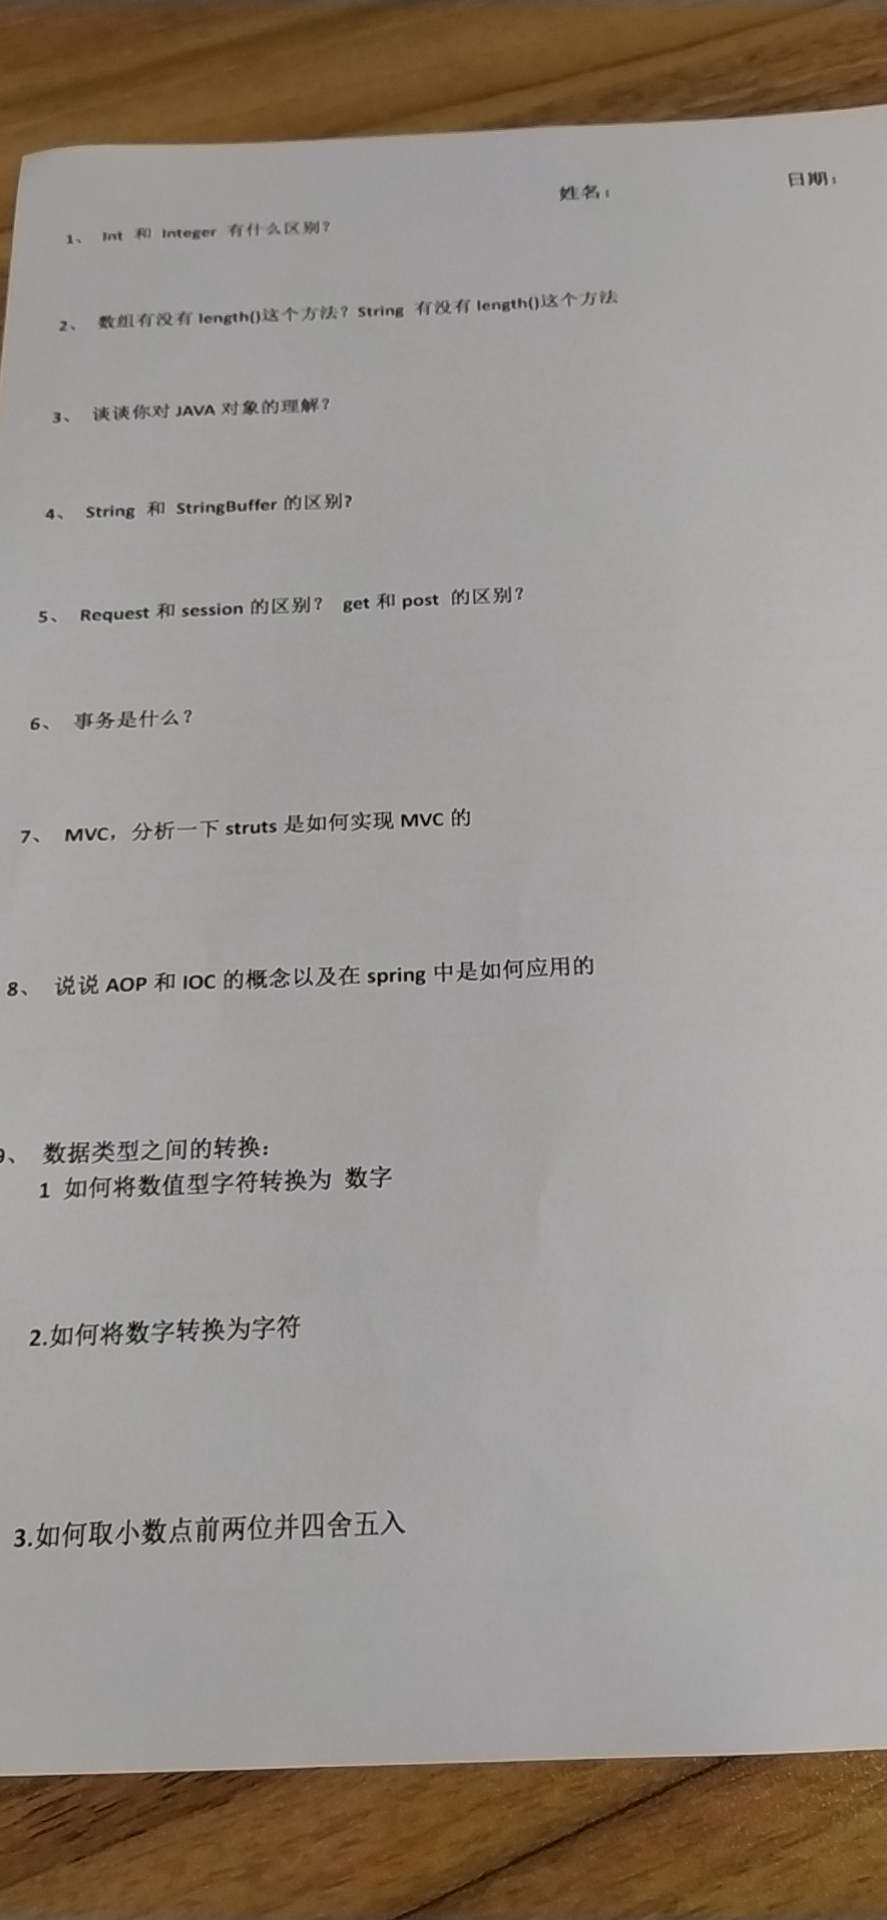 姓名： 日期：
1、 Int 和 Integer 有什么区别？
2、 数组有没有 length()这个方法？String 有没有 length()这个方法
3、 谈谈你对 JAVA 对象的理解？
4、 String 和 StringBuffer 的区别？
5、 Request 和 session 的区别？ get 和 post 的区别？
6、 事务是什么？
7、 MVC，分析一下 struts 是如何实现 MVC 的
8、 说说 AOP 和 IOC 的概念以及在 spring 中是如何应用的
9、 数据类型之间的转换：
1 如何将数值型字符转换为 数字
2.如何将数字转换为字符
3.如何取小数点前两位并四舍五入